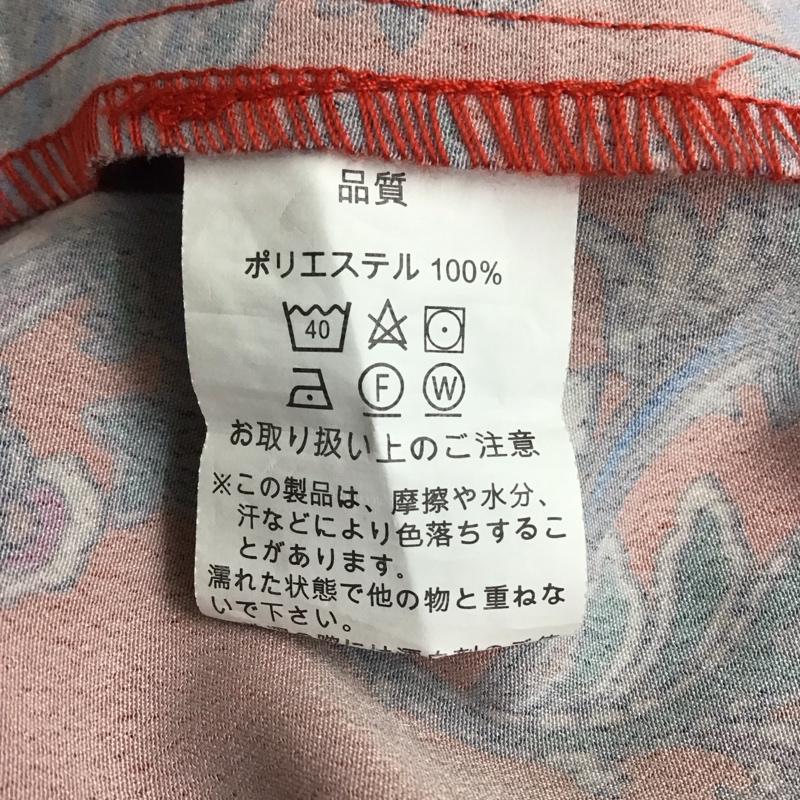 品質
ポリエステル 100%
40
F W
お取り扱い上のご注意
※この製品は、摩擦や水分、
汗などにより色落ちするこ
とがあります。
濡れた状態で他の物と重ねな
いで下さい。